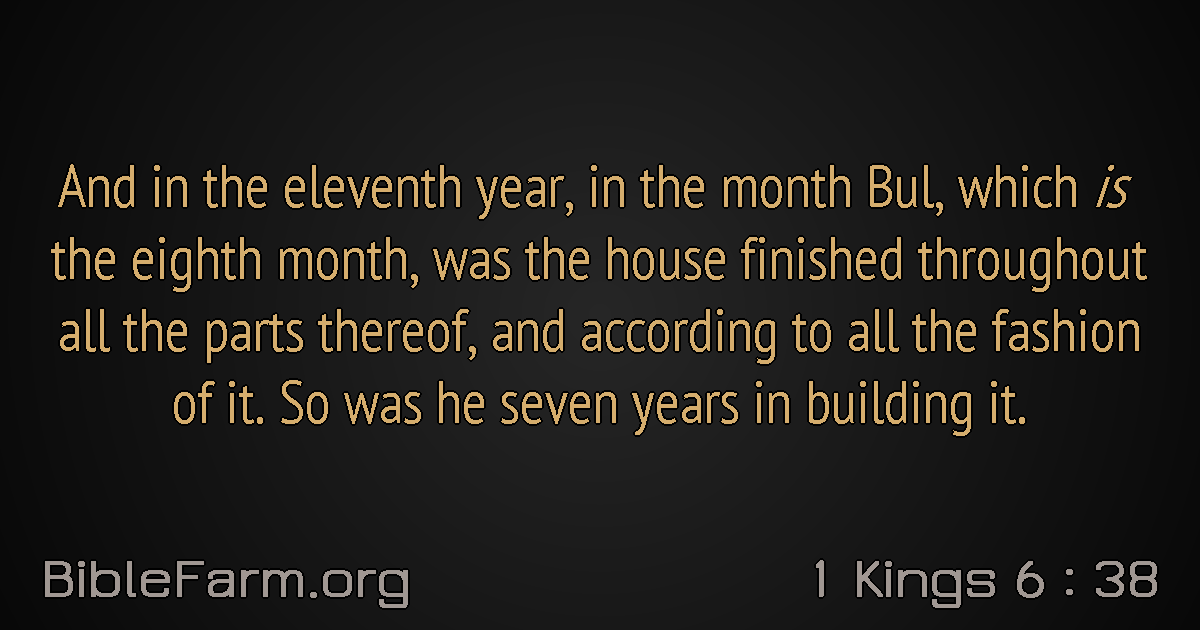 And in the eleventh year, in the month Bul, which is
the eighth month, was the house finished throughout
all the parts thereof, and according to all the fashion
of it. So was he seven years in building it.
BibleFarm.org
1 Kings 6 : 38